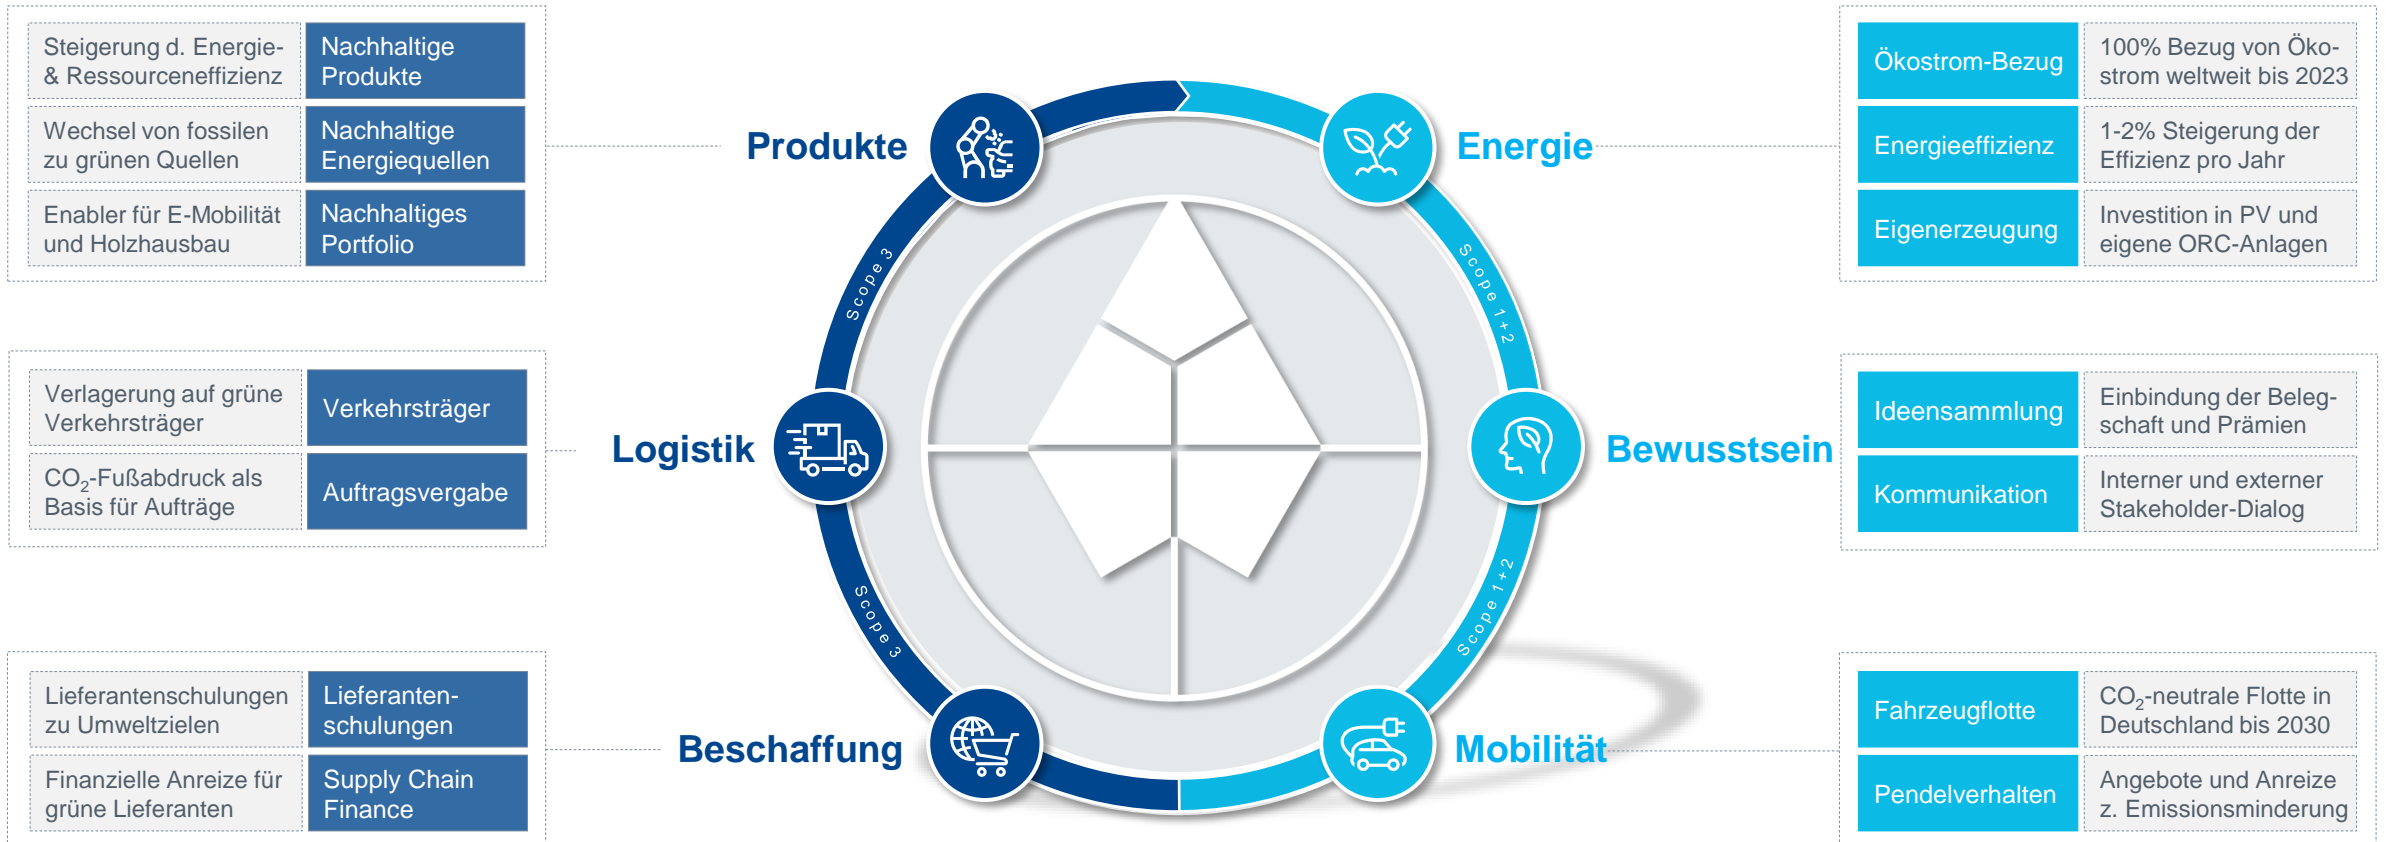 Steigerung d. Energie-
& Ressourceneffizienz
Nachhaltige
Produkte
Wechsel von fossilen
zu grünen Quellen
Nachhaltige
Energiequellen
Enabler für E-Mobilität
und Holzhausbau
Nachhaltiges
Portfolio
Produkte
Verlagerung auf grüne
Verkehrsträger
Verkehrsträger
CO₂-Fußabdruck als
Basis für Aufträge
Auftragsvergabe
Logistik
Lieferantenschulungen
zu Umweltzielen
Lieferanten-
schulungen
Finanzielle Anreize für
grüne Lieferanten
Supply Chain
Finance
Beschaffung
Scope 3
Scope 3
Scope 1+2
Scope 1+2
Energie
Ökostrom-Bezug
100% Bezug von Öko-
strom weltweit bis 2023
Energieeffizienz
1-2% Steigerung der
Effizienz pro Jahr
Eigenerzeugung
Investition in PV und
eigene ORC-Anlagen
Bewusstsein
Ideensammlung
Einbindung der Beleg-
schaft und Prämien
Kommunikation
Interner und externer
Stakeholder-Dialog
Mobilität
Fahrzeugflotte
CO₂-neutrale Flotte in
Deutschland bis 2030
Pendelverhalten
Angebote und Anreize
z. Emissionsminderung